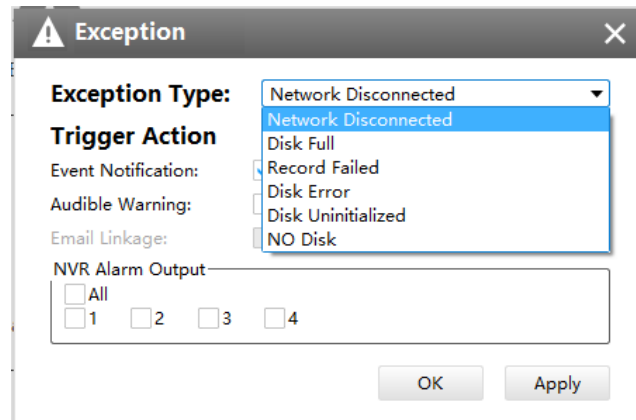 Exception
Exception Type: Network Disconnected
Network Disconnected
Disk Full
Record Failed
Disk Error
Disk Uninitialized
NO Disk
Trigger Action
Event Notification:
Audible Warning:
Email Linkage:
NVR Alarm Output
All
1 2 3 4
OK Apply